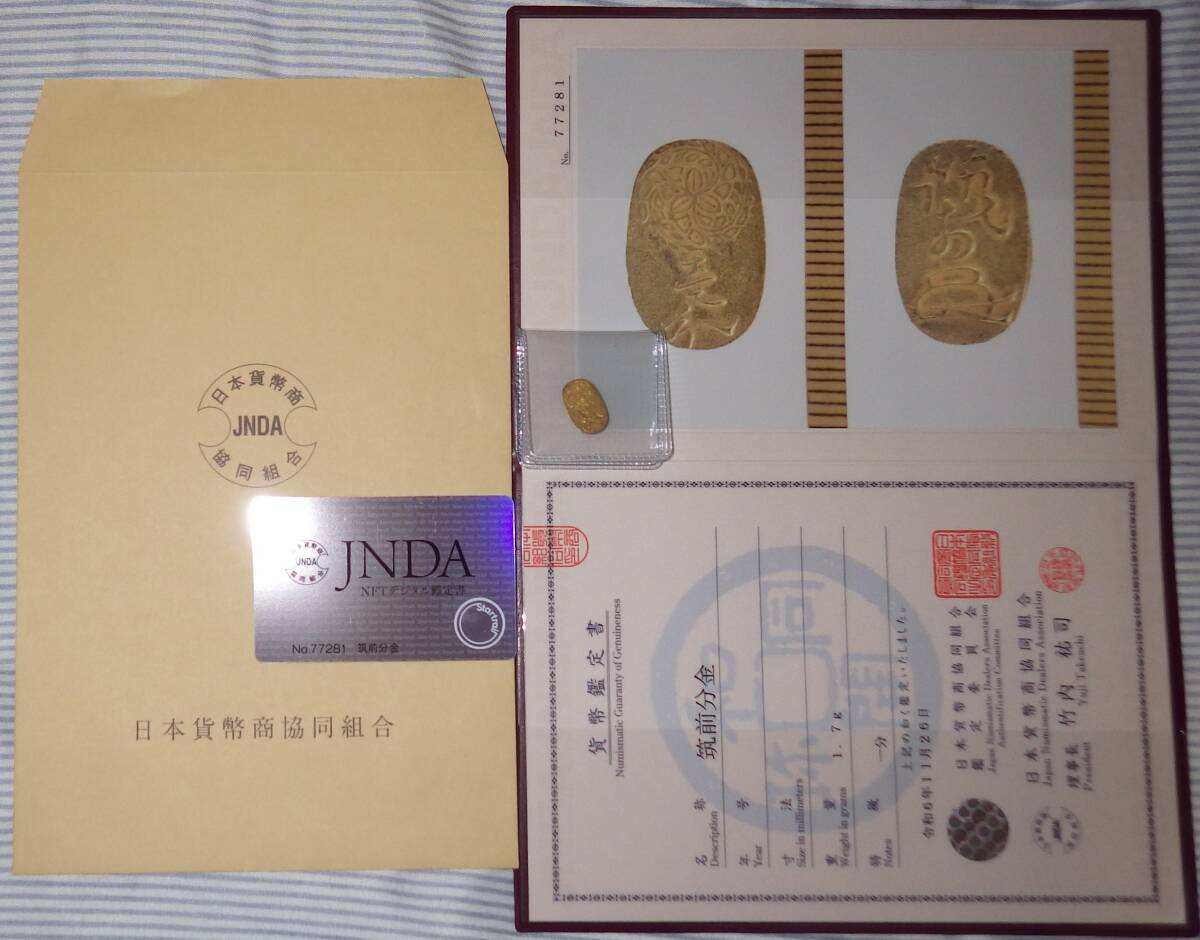 日本貨幣商
JNDA
協同組合
日本貨幣商協同組合
JNDA
JNDA
NFTデジタル鑑定書
Startrail
No.77281 筑前分金
No. 77281
貨幣鑑定書
Numismatic Guaranty of Genuineness
名称 筑前分金
Description
年号
Year
寸法
Size in millimeters
重量 1.7g
Weight in grams
特徴 一分
Notes
上記の如く鑑定いたしました。
令和6年11月26日
日本貨幣商協同組合
鑑定委員会
Japan Numismatic Dealers Association
Authentification Committee
日本貨幣商協同組合
Japan Numismatic Dealers Association
理事長 竹内祐司
President Yuji Takeuchi